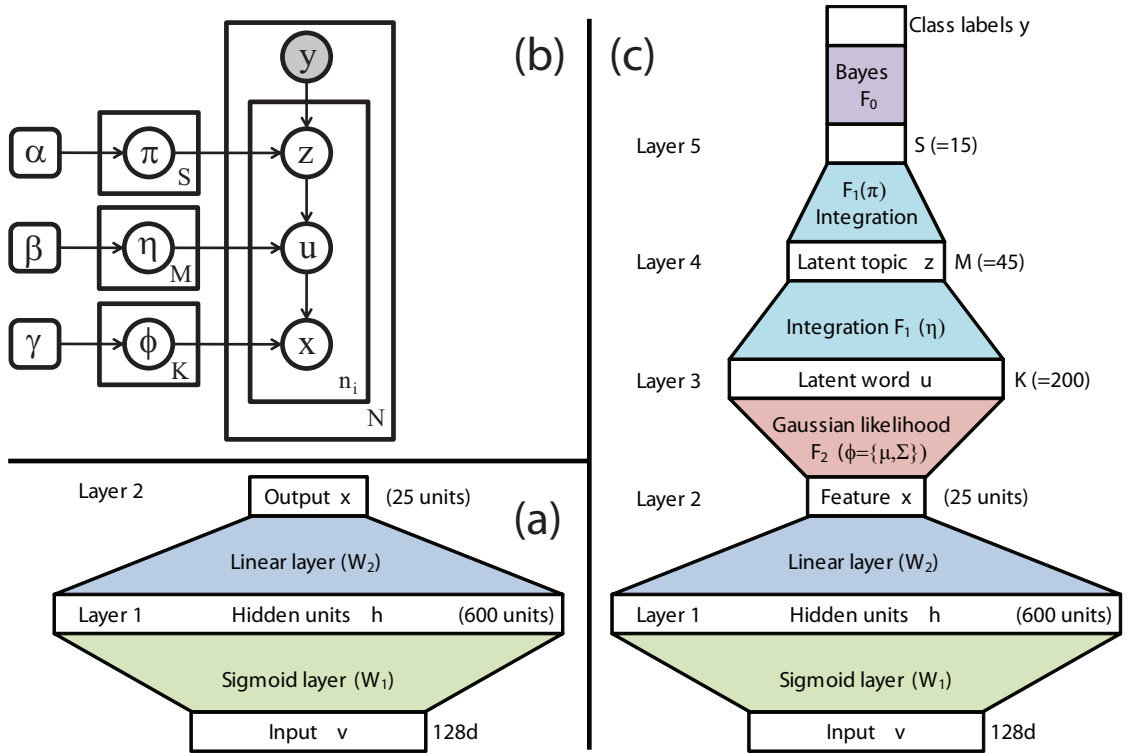 (b)
y
α
π
S
z
β
η
M
u
γ
ϕ
K
x
n_i
N
(a)
Layer 2
Output x
(25 units)
Linear layer (W₂)
Layer 1
Hidden units h
(600 units)
Sigmoid layer (W₁)
Input v
128d
(c)
Class labels y
Bayes
F₀
Layer 5
S (=15)
F₁(π)
Integration
Layer 4
Latent topic z
M (=45)
Integration F₁ (η)
Layer 3
Latent word u
K (=200)
Gaussian likelihood
F₂ (ϕ={μ,Σ})
Layer 2
Feature x
(25 units)
Linear layer (W₂)
Layer 1
Hidden units h
(600 units)
Sigmoid layer (W₁)
Input v
128d